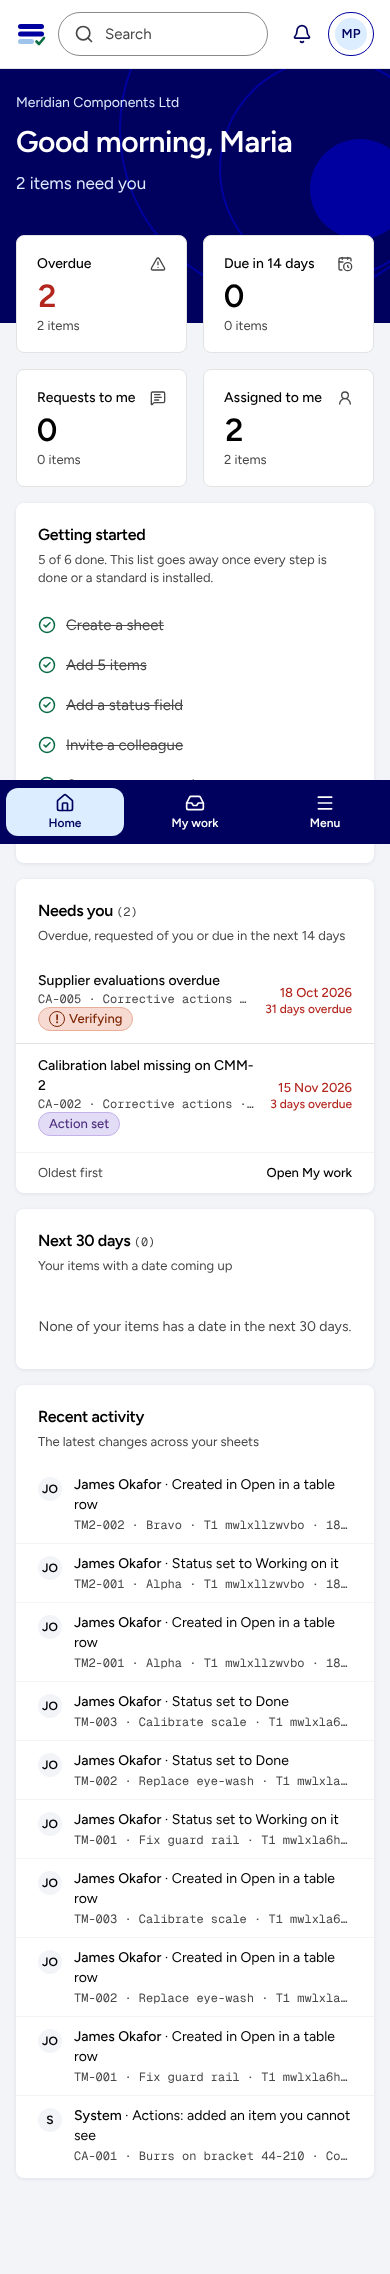 Search
MP
Meridian Components Ltd
Good morning, Maria
2 items need you
Overdue
2
2 items
Due in 14 days
0
0 items
Requests to me
0
0 items
Assigned to me
2
2 items
Getting started
5 of 6 done. This list goes away once every step is
done or a standard is installed.
Create a sheet
Add 5 items
Add a status field
Invite a colleague
Home
My work
Menu
Needs you (2)
Overdue, requested of you or due in the next 14 days
Supplier evaluations overdue
CA-005 · Corrective actions …
Verifying
18 Oct 2026
31 days overdue
Calibration label missing on CMM-
2
CA-002 · Corrective actions ·…
Action set
15 Nov 2026
3 days overdue
Oldest first
Open My work
Next 30 days (0)
Your items with a date coming up
None of your items has a date in the next 30 days.
Recent activity
The latest changes across your sheets
JO
James Okafor · Created in Open in a table
row
TM2-002 · Bravo · T1 mwlxllzwvbo · 18…
JO
James Okafor · Status set to Working on it
TM2-001 · Alpha · T1 mwlxllzwvbo · 18…
JO
James Okafor · Created in Open in a table
row
TM2-001 · Alpha · T1 mwlxllzwvbo · 18…
JO
James Okafor · Status set to Done
TM-003 · Calibrate scale · T1 mwlxla6…
JO
James Okafor · Status set to Done
TM-002 · Replace eye-wash · T1 mwlxla…
JO
James Okafor · Status set to Working on it
TM-001 · Fix guard rail · T1 mwlxla6h…
JO
James Okafor · Created in Open in a table
row
TM-003 · Calibrate scale · T1 mwlxla6…
JO
James Okafor · Created in Open in a table
row
TM-002 · Replace eye-wash · T1 mwlxla…
JO
James Okafor · Created in Open in a table
row
TM-001 · Fix guard rail · T1 mwlxla6h…
S
System · Actions: added an item you cannot
see
CA-001 · Burrs on bracket 44-210 · Co…